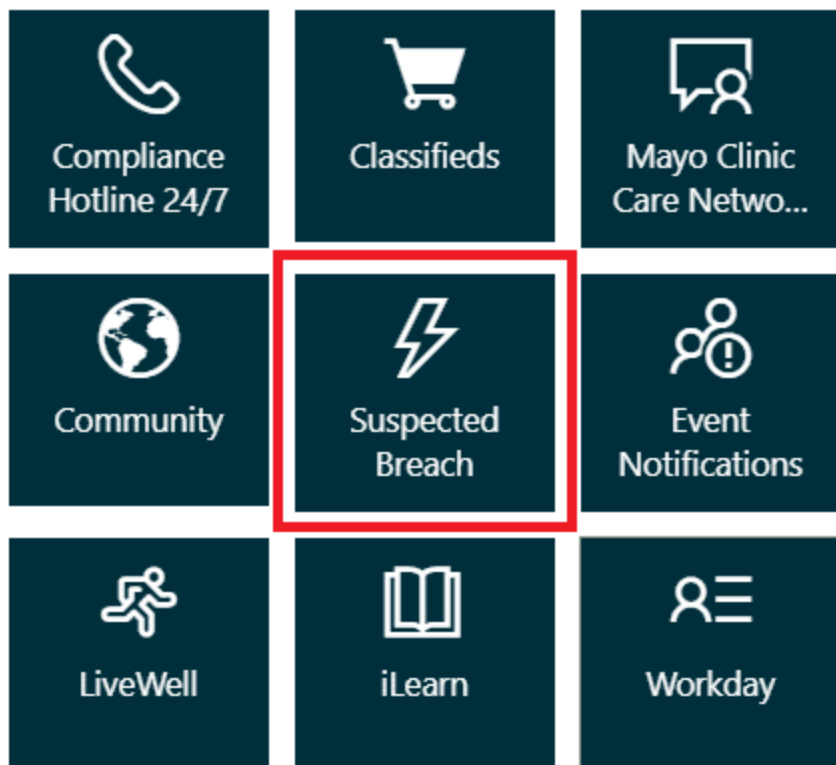 Compliance
Hotline 24/7
Classifieds
Mayo Clinic
Care Netwo...
Community
Suspected
Breach
Event
Notifications
LiveWell
iLearn
Workday